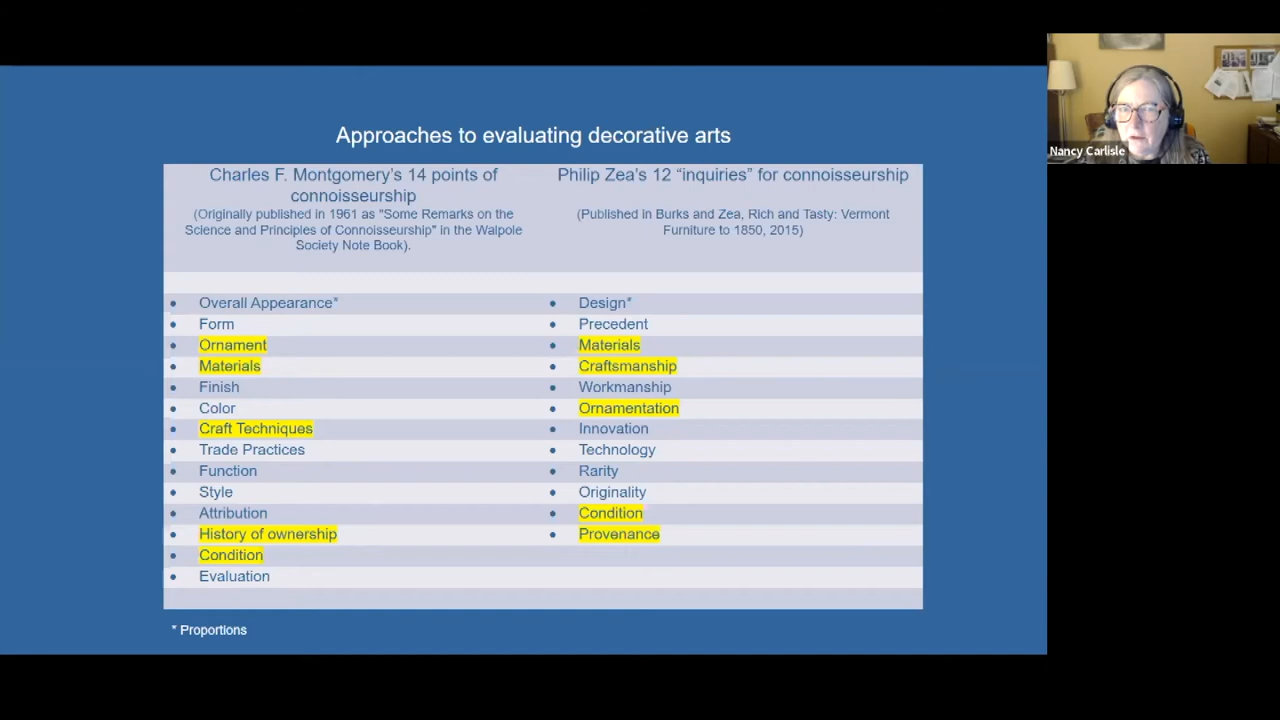 Approaches to evaluating decorative arts
Charles F. Montgomery's 14 points of
connoisseurship
(Originally published in 1961 as "Some Remarks on the
Science and Principles of Connoisseurship" in the Walpole
Society Note Book).
Philip Zea's 12 “inquiries” for connoisseurship
(Published in Burks and Zea, Rich and Tasty: Vermont
Furniture to 1850, 2015)
• Overall Appearance*
• Form
• Ornament
• Materials
• Finish
• Color
• Craft Techniques
• Trade Practices
• Function
• Style
• Attribution
• History of ownership
• Condition
• Evaluation
• Design*
• Precedent
• Materials
• Craftsmanship
• Workmanship
• Ornamentation
• Innovation
• Technology
• Rarity
• Originality
• Condition
• Provenance
* Proportions
Nancy Carlisle